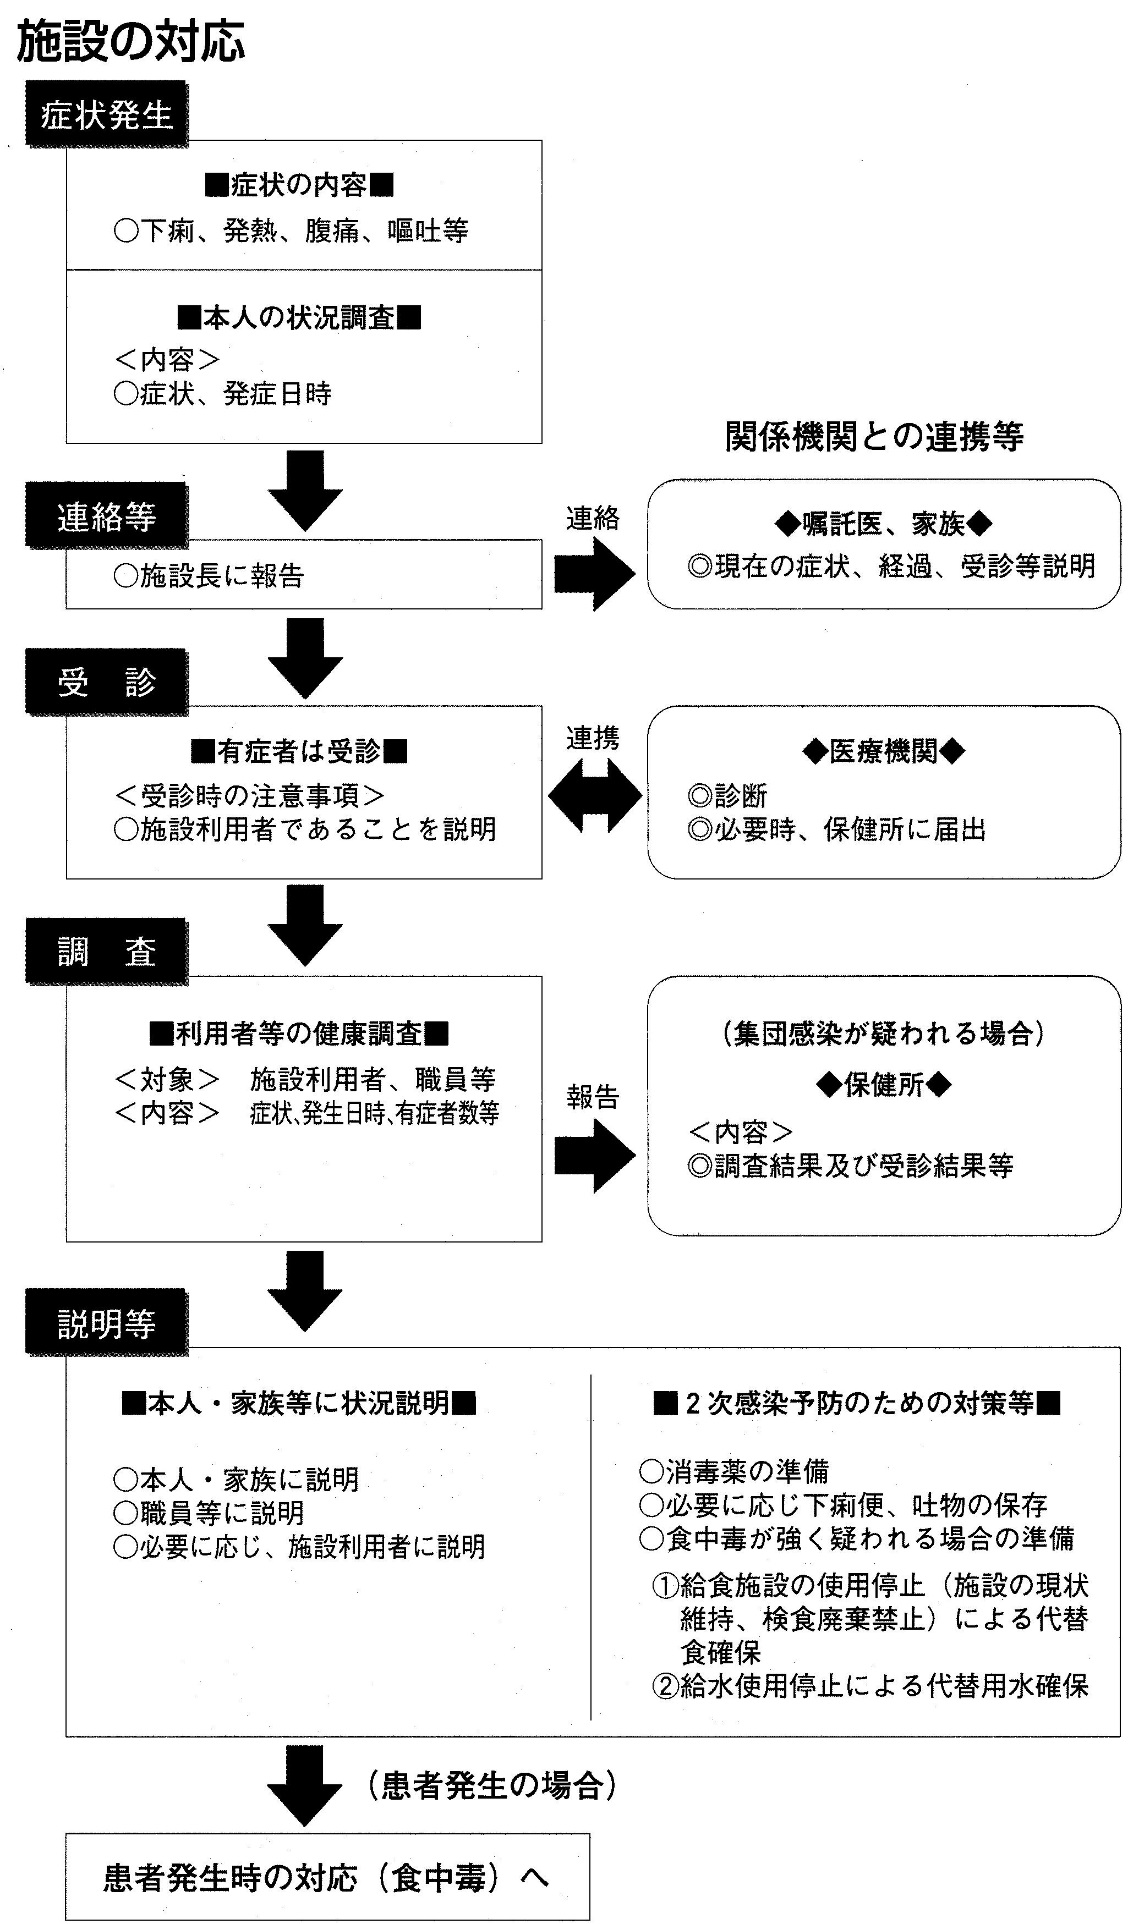 施設の対応
症状発生
■症状の内容■
○下痢、発熱、腹痛、嘔吐等
■本人の状況調査■
＜内容＞
○症状、発症日時
関係機関との連携等
連絡等
○施設長に報告
連絡
◆嘱託医、家族◆
◎現在の症状、経過、受診等説明
受　診
■有症者は受診■
＜受診時の注意事項＞
○施設利用者であることを説明
連携
◆医療機関◆
◎診断
◎必要時、保健所に届出
調　査
■利用者等の健康調査■
＜対象＞　施設利用者、職員等
＜内容＞　症状、発生日時、有症者数等
報告
（集団感染が疑われる場合）
◆保健所◆
＜内容＞
◎調査結果及び受診結果等
説明等
■本人・家族等に状況説明■
○本人・家族に説明
○職員等に説明
○必要に応じ、施設利用者に説明
■２次感染予防のための対策等■
○消毒薬の準備
○必要に応じ下痢便、吐物の保存
○食中毒が強く疑われる場合の準備
①給食施設の使用停止（施設の現状
維持、検食廃棄禁止）による代替
食確保
②給水使用停止による代替用水確保
（患者発生の場合）
患者発生時の対応（食中毒）へ